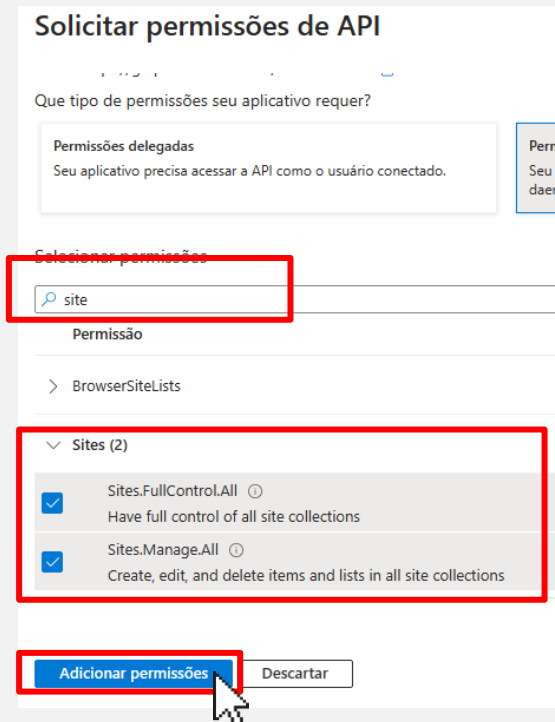 Solicitar permissões de API
Que tipo de permissões seu aplicativo requer?
Permissões delegadas
Seu aplicativo precisa acessar a API como o usuário conectado.
Seu
Selecionar permissões
site
Permissão
BrowserSiteLists
Sites (2)
Sites.FullControl.All
Have full control of all site collections
Sites.Manage.All
Create, edit, and delete items and lists in all site collections
Adicionar permissões
Descartar